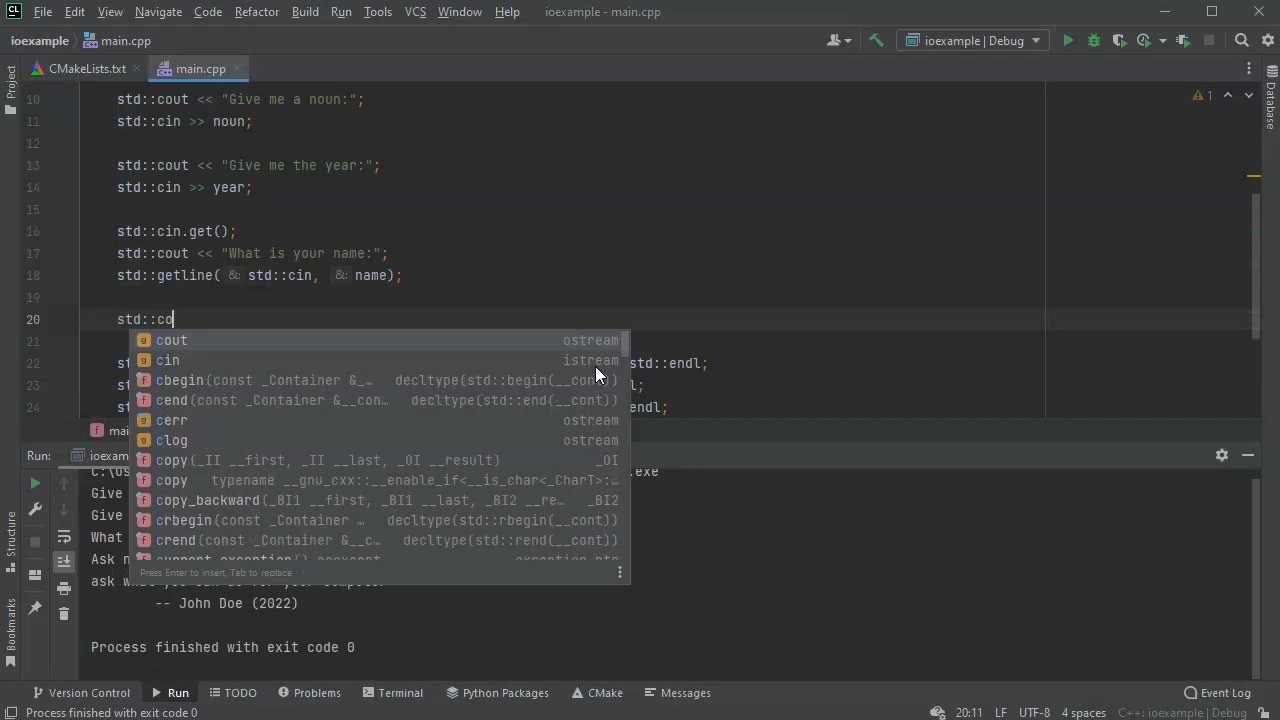 CL File Edit View Navigate Code Refactor Build Run Tools VCS Window Help ioexample - main.cpp
ioexample main.cpp ioexample | Debug
CMakeLists.txt main.cpp
Project
Database
1
10 std::cout << "Give me a noun:";
11 std::cin >> noun;
12
13 std::cout << "Give me the year:";
14 std::cin >> year;
15
16 std::cin.get();
17 std::cout << "What is your name:";
18 std::getline( &: std::cin, &: name);
19
20 std::co
21
22 std::endl;
23
24
cout ostream
cin istream
cbegin(const _Container &_… decltype(std::begin(__cont))
cend(const _Container &__con… decltype(std::end(__cont))
cerr ostream
clog ostream
copy(_II __first, _II __last, _OI __result) _OI
copy typename __gnu_cxx::__enable_if<__is_char<_CharT>:…
copy_backward(_BI1 __first, _BI1 __last, _BI2 __re… _BI2
crbegin(const _Container … decltype(std::rbegin(__cont))
crend(const _Container &__c… decltype(std::rend(__cont))
current_exception() noexcept exception_ptr
Press Enter to insert, Tab to replace
Run:
.exe
Give
Give
What
Ask
-- John Doe (2022)
Process finished with exit code 0
Structure
Bookmarks
Version Control Run TODO Problems Terminal Python Packages CMake Messages Event Log
Process finished with exit code 0 20:11 LF UTF-8 4 spaces C++: ioexample | Debug